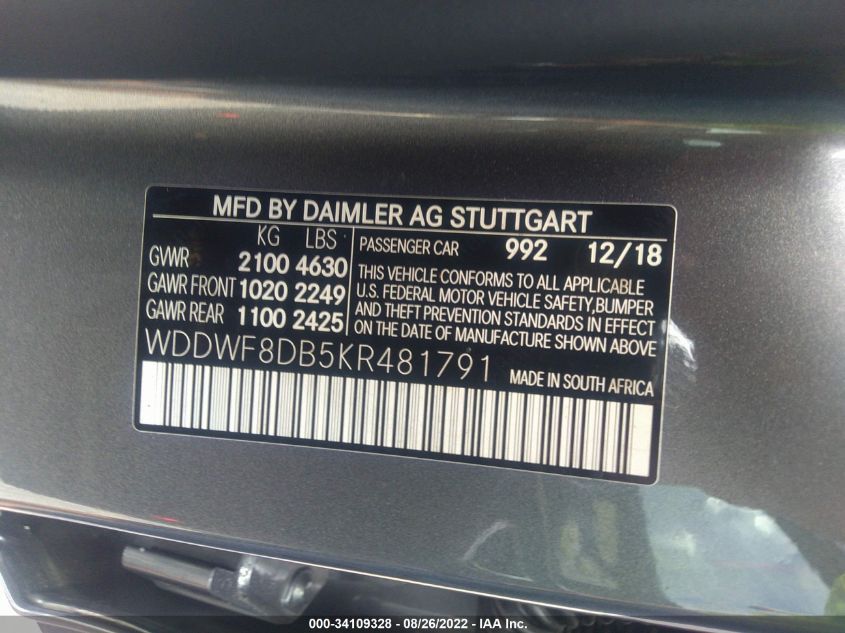 MFD BY DAIMLER AG STUTTGART
KG LBS
GVWR 2100 4630
GAWR FRONT 1020 2249
GAWR REAR 1100 2425
PASSENGER CAR 992 12/18
THIS VEHICLE CONFORMS TO ALL APPLICABLE
U.S. FEDERAL MOTOR VEHICLE SAFETY,BUMPER
AND THEFT PREVENTION STANDARDS IN EFFECT
ON THE DATE OF MANUFACTURE SHOWN ABOVE
WDDWF8DB5KR481791
MADE IN SOUTH AFRICA
000-34109328 - 08/26/2022 - IAA Inc.